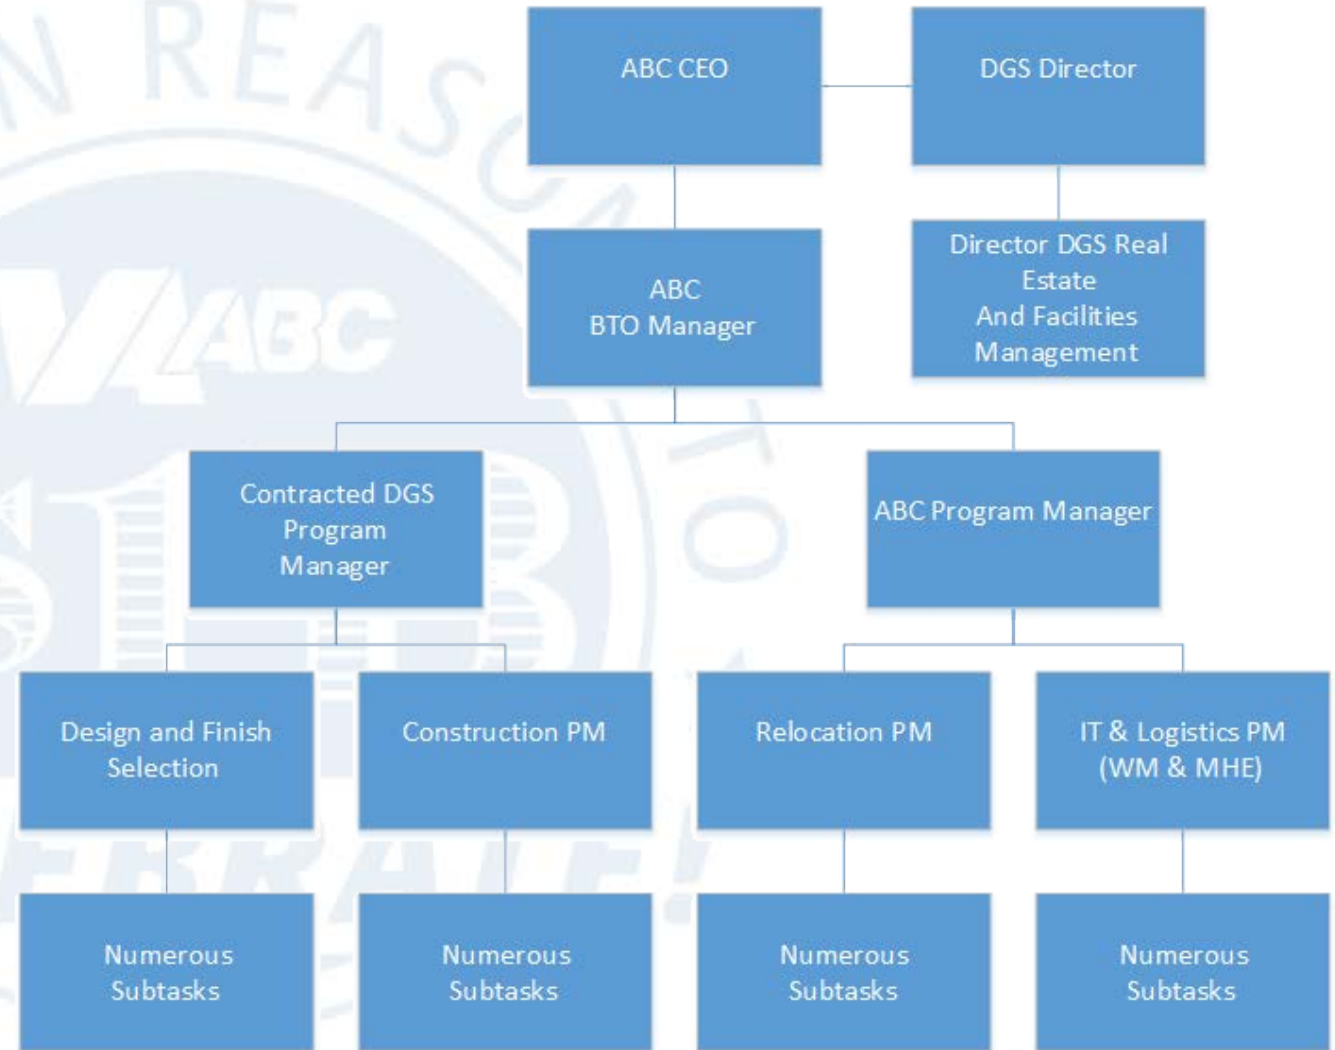 ABC CEO
DGS Director
ABC
BTO Manager
Director DGS Real
Estate
And Facilities
Management
Contracted DGS
Program
Manager
ABC Program Manager
Design and Finish
Selection
Construction PM
Relocation PM
IT & Logistics PM
(WM & MHE)
Numerous
Subtasks
Numerous
Subtasks
Numerous
Subtasks
Numerous
Subtasks
ABC
TO